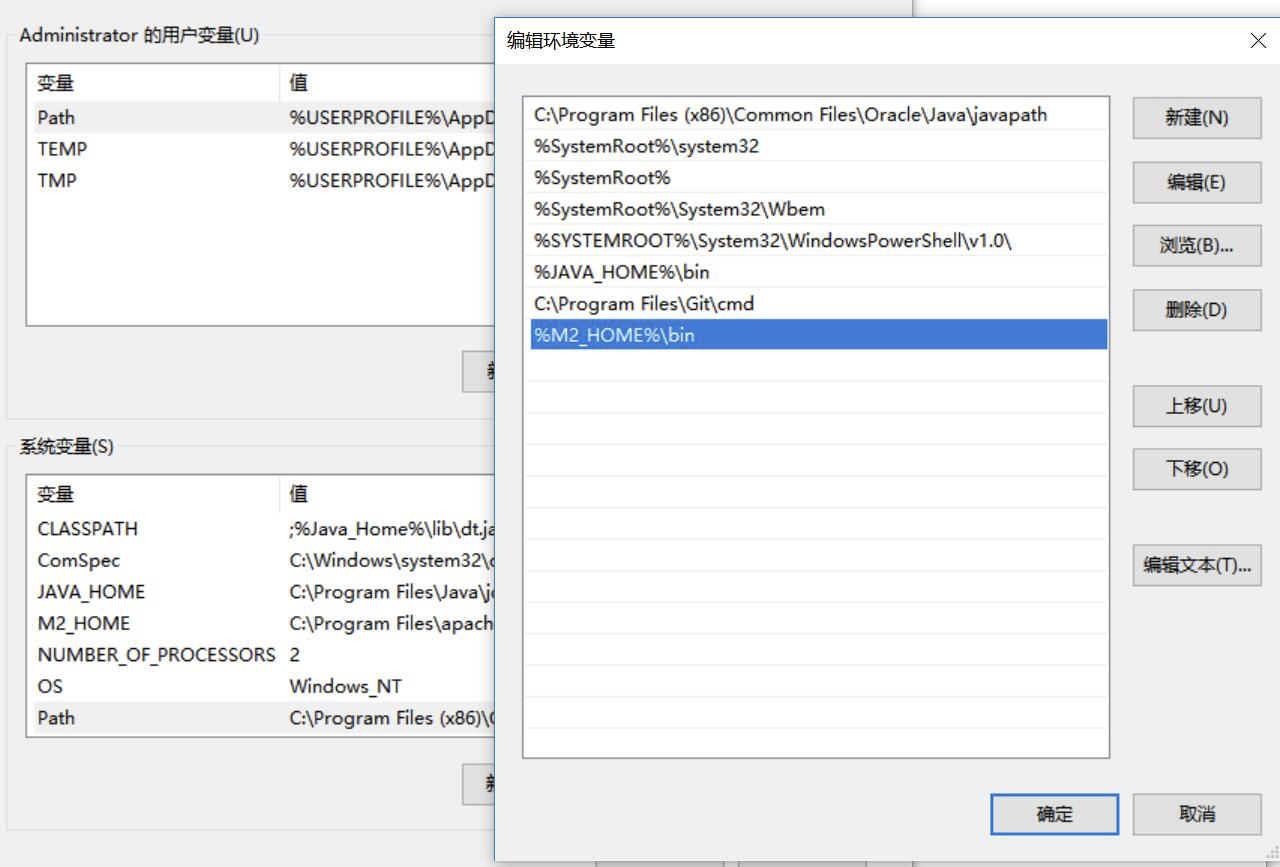 Administrator 的用户变量(U)
变量 值
Path %USERPROFILE%\AppD
TEMP %USERPROFILE%\AppD
TMP %USERPROFILE%\AppD
系统变量(S)
变量 值
CLASSPATH ;%Java_Home%\lib\dt.ja
ComSpec C:\Windows\system32\c
JAVA_HOME C:\Program Files\Java\j
M2_HOME C:\Program Files\apach
NUMBER_OF_PROCESSORS 2
OS Windows_NT
Path C:\Program Files (x86)\C
编辑环境变量
C:\Program Files (x86)\Common Files\Oracle\Java\javapath
%SystemRoot%\system32
%SystemRoot%
%SystemRoot%\System32\Wbem
%SYSTEMROOT%\System32\WindowsPowerShell\v1.0\
%JAVA_HOME%\bin
C:\Program Files\Git\cmd
%M2_HOME%\bin
新建(N)
编辑(E)
浏览(B)...
删除(D)
上移(U)
下移(O)
编辑文本(T)...
确定
取消